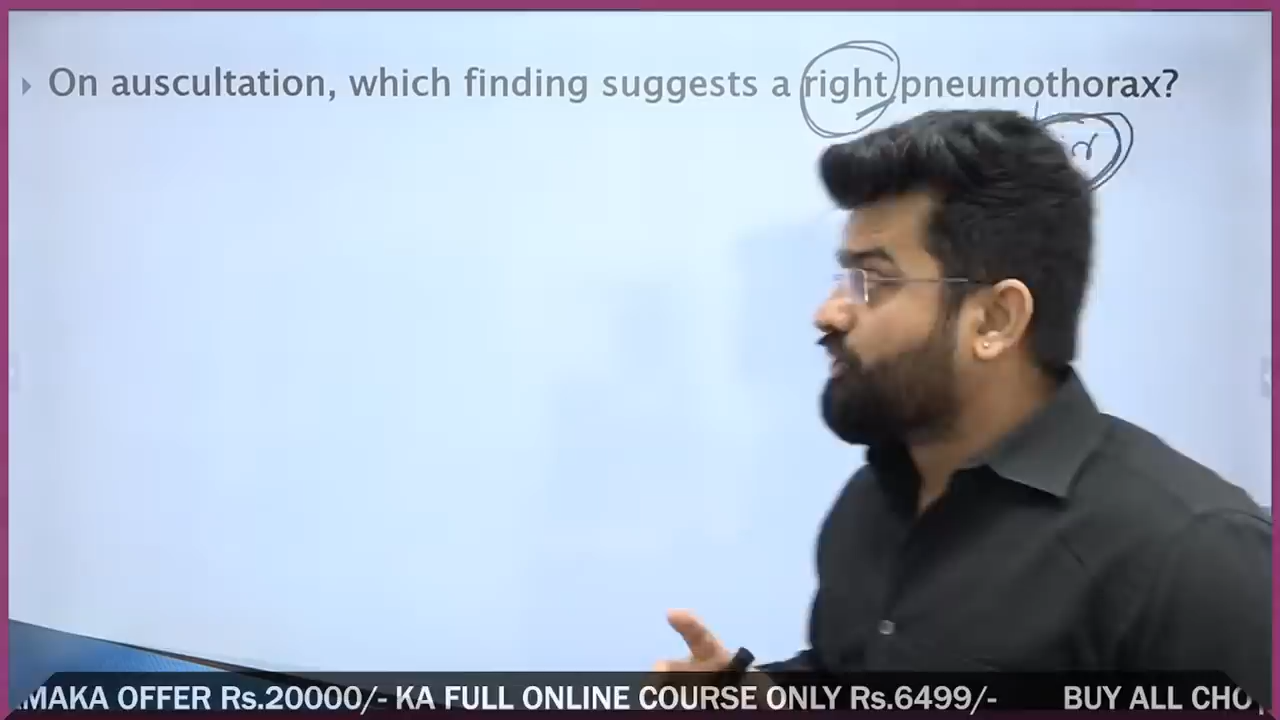 On auscultation, which finding suggests a right pneumothorax?
MAKA OFFER Rs.20000/- KA FULL ONLINE COURSE ONLY Rs.6499/- BUY ALL